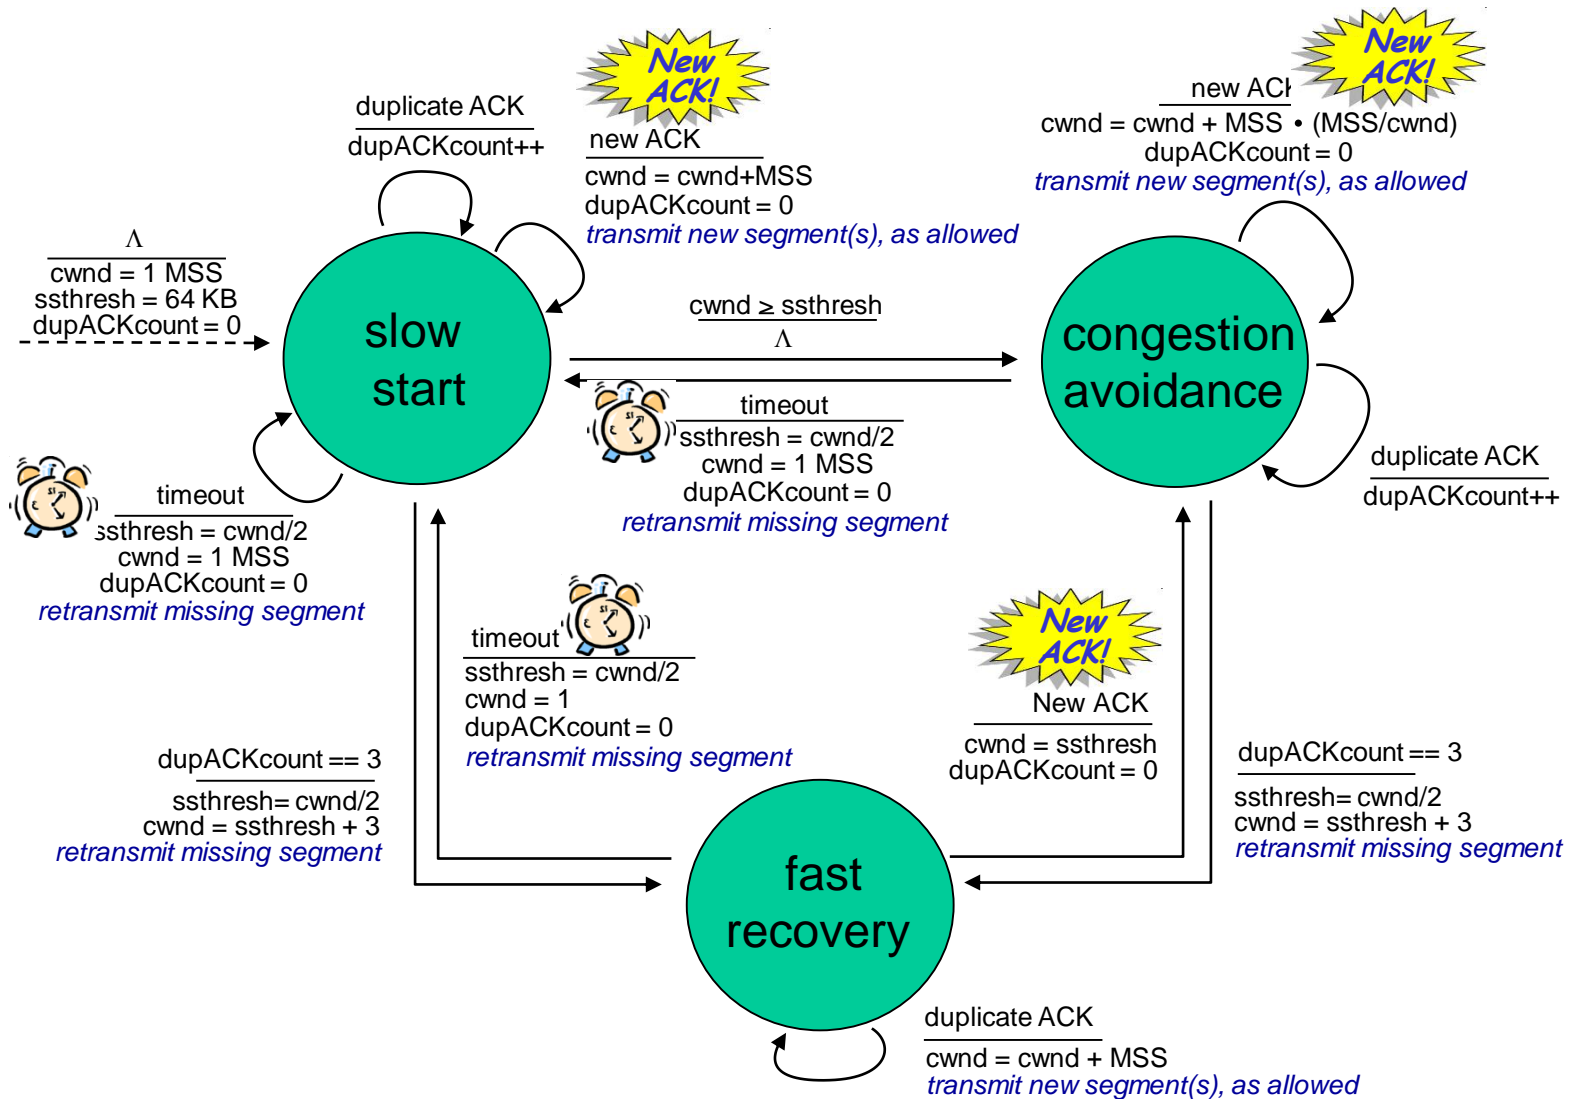 New
ACK!
duplicate ACK
dupACKcount++
new ACK
cwnd = cwnd+MSS
dupACKcount = 0
transmit new segment(s), as allowed
New
ACK!
new ACK
cwnd = cwnd + MSS • (MSS/cwnd)
dupACKcount = 0
transmit new segment(s), as allowed
Λ
cwnd = 1 MSS
ssthresh = 64 KB
dupACKcount = 0
slow
start
cwnd ≥ ssthresh
Λ
congestion
avoidance
timeout
ssthresh = cwnd/2
cwnd = 1 MSS
dupACKcount = 0
retransmit missing segment
duplicate ACK
dupACKcount++
timeout
ssthresh = cwnd/2
cwnd = 1 MSS
dupACKcount = 0
retransmit missing segment
timeout
ssthresh = cwnd/2
cwnd = 1
dupACKcount = 0
retransmit missing segment
New
ACK!
New ACK
cwnd = ssthresh
dupACKcount = 0
dupACKcount == 3
ssthresh= cwnd/2
cwnd = ssthresh + 3
retransmit missing segment
dupACKcount == 3
ssthresh= cwnd/2
cwnd = ssthresh + 3
retransmit missing segment
fast
recovery
duplicate ACK
cwnd = cwnd + MSS
transmit new segment(s), as allowed